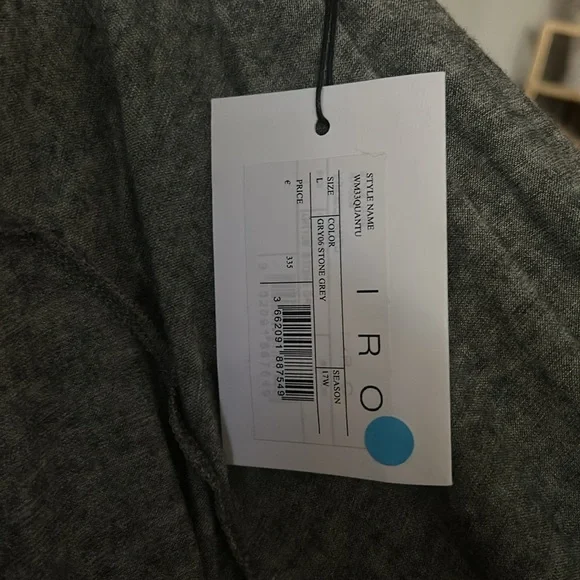 IRO
STYLE NAME
WM33QUANTU
SIZE COLOR SEASON
L GRY06 STONE GREY 17W
PRICE
€ 335
3 662091 887549